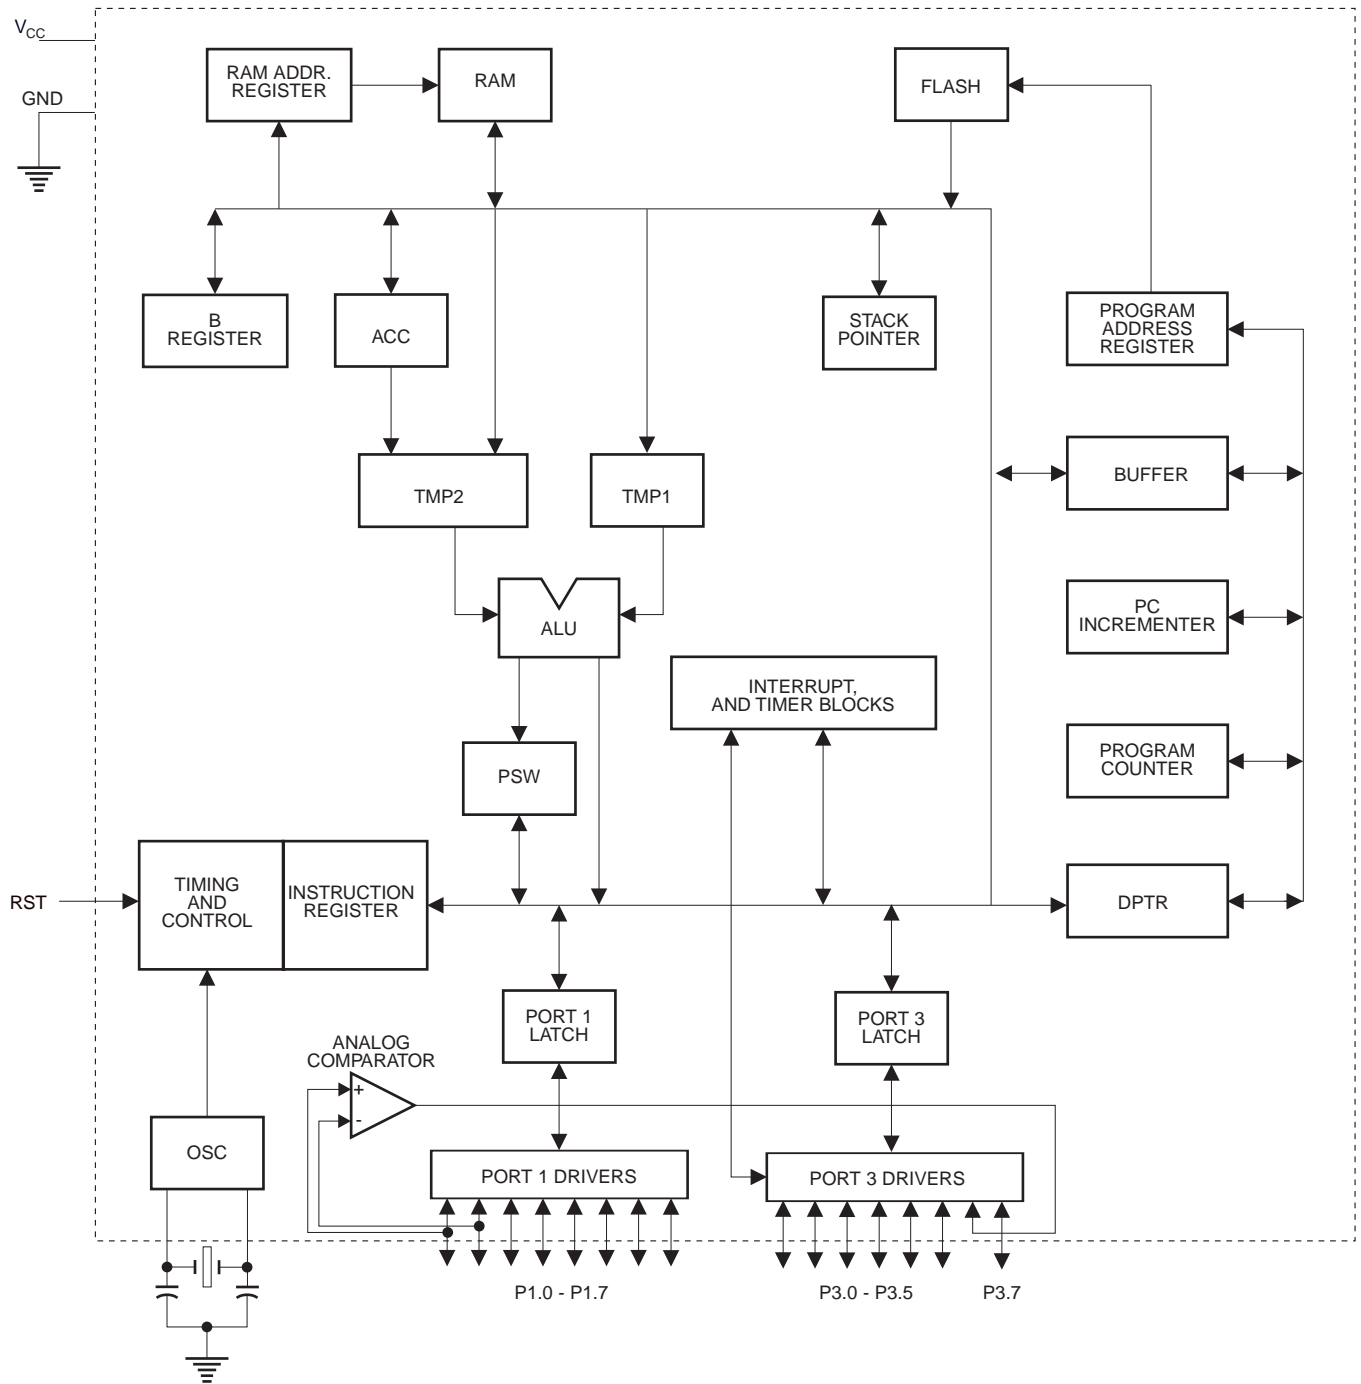 VCC
GND
RAM ADDR.
REGISTER
RAM
FLASH
B
REGISTER
ACC
STACK
POINTER
PROGRAM
ADDRESS
REGISTER
TMP2
TMP1
BUFFER
ALU
PC
INCREMENTER
INTERRUPT,
AND TIMER BLOCKS
PSW
PROGRAM
COUNTER
RST
TIMING
AND
CONTROL
INSTRUCTION
REGISTER
DPTR
PORT 1
LATCH
PORT 3
LATCH
ANALOG
COMPARATOR
+
-
OSC
PORT 1 DRIVERS
PORT 3 DRIVERS
P1.0 - P1.7
P3.0 - P3.5
P3.7